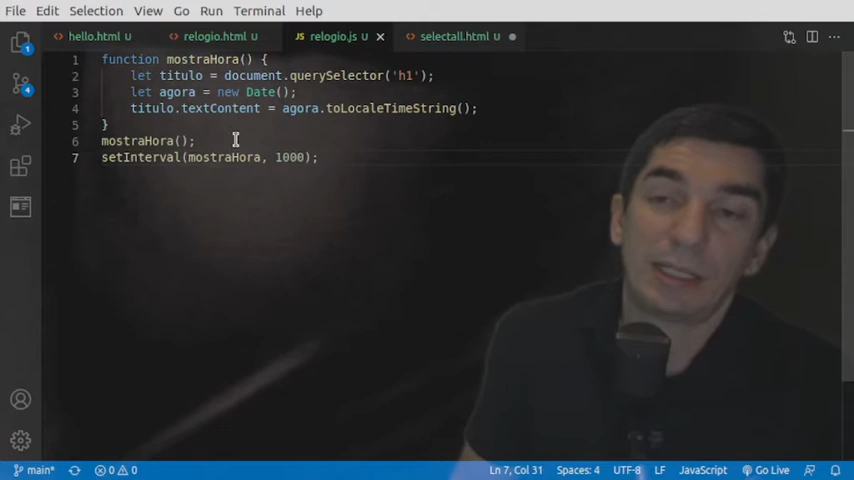 File Edit Selection View Go Run Terminal Help
hello.html U relogio.html U JS relogio.js U selectall.html U
1 function mostraHora() {
2 let titulo = document.querySelector('h1');
3 let agora = new Date();
4 titulo.textContent = agora.toLocaleTimeString();
5 }
6 mostraHora();
7 setInterval(mostraHora, 1000);
1
4
main* 0 0 Ln 7, Col 31 Spaces: 4 UTF-8 LF JavaScript Go Live